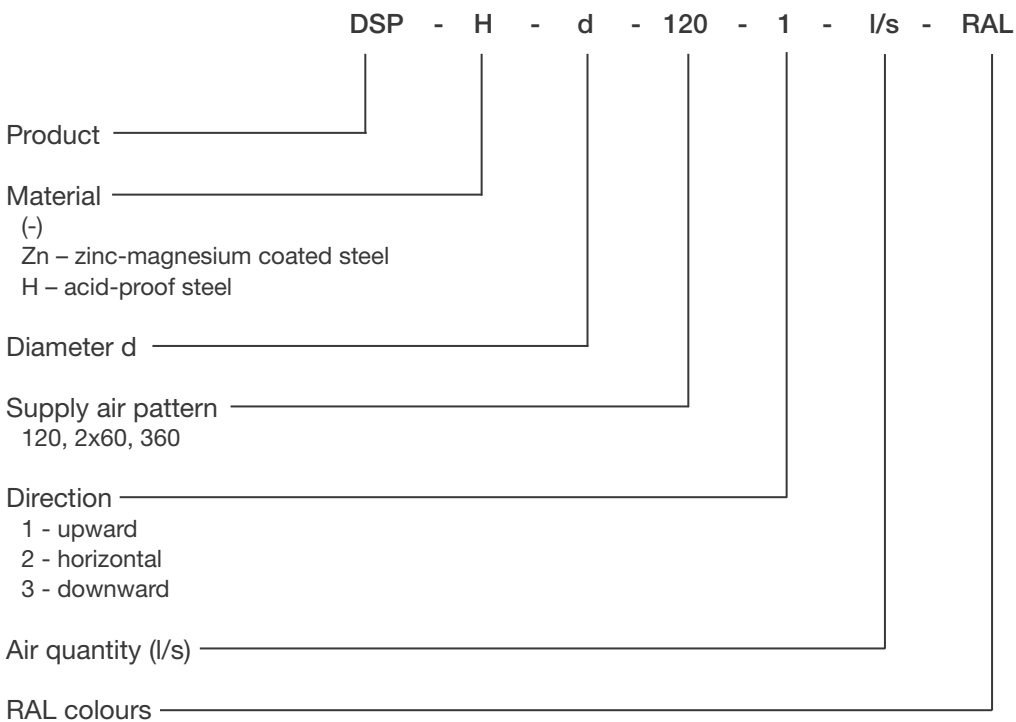 DSP - H - d - 120 - 1 - l/s - RAL
Product
Material
(-)
Zn – zinc-magnesium coated steel
H – acid-proof steel
Diameter d
Supply air pattern
120, 2x60, 360
Direction
1 - upward
2 - horizontal
3 - downward
Air quantity (l/s)
RAL colours